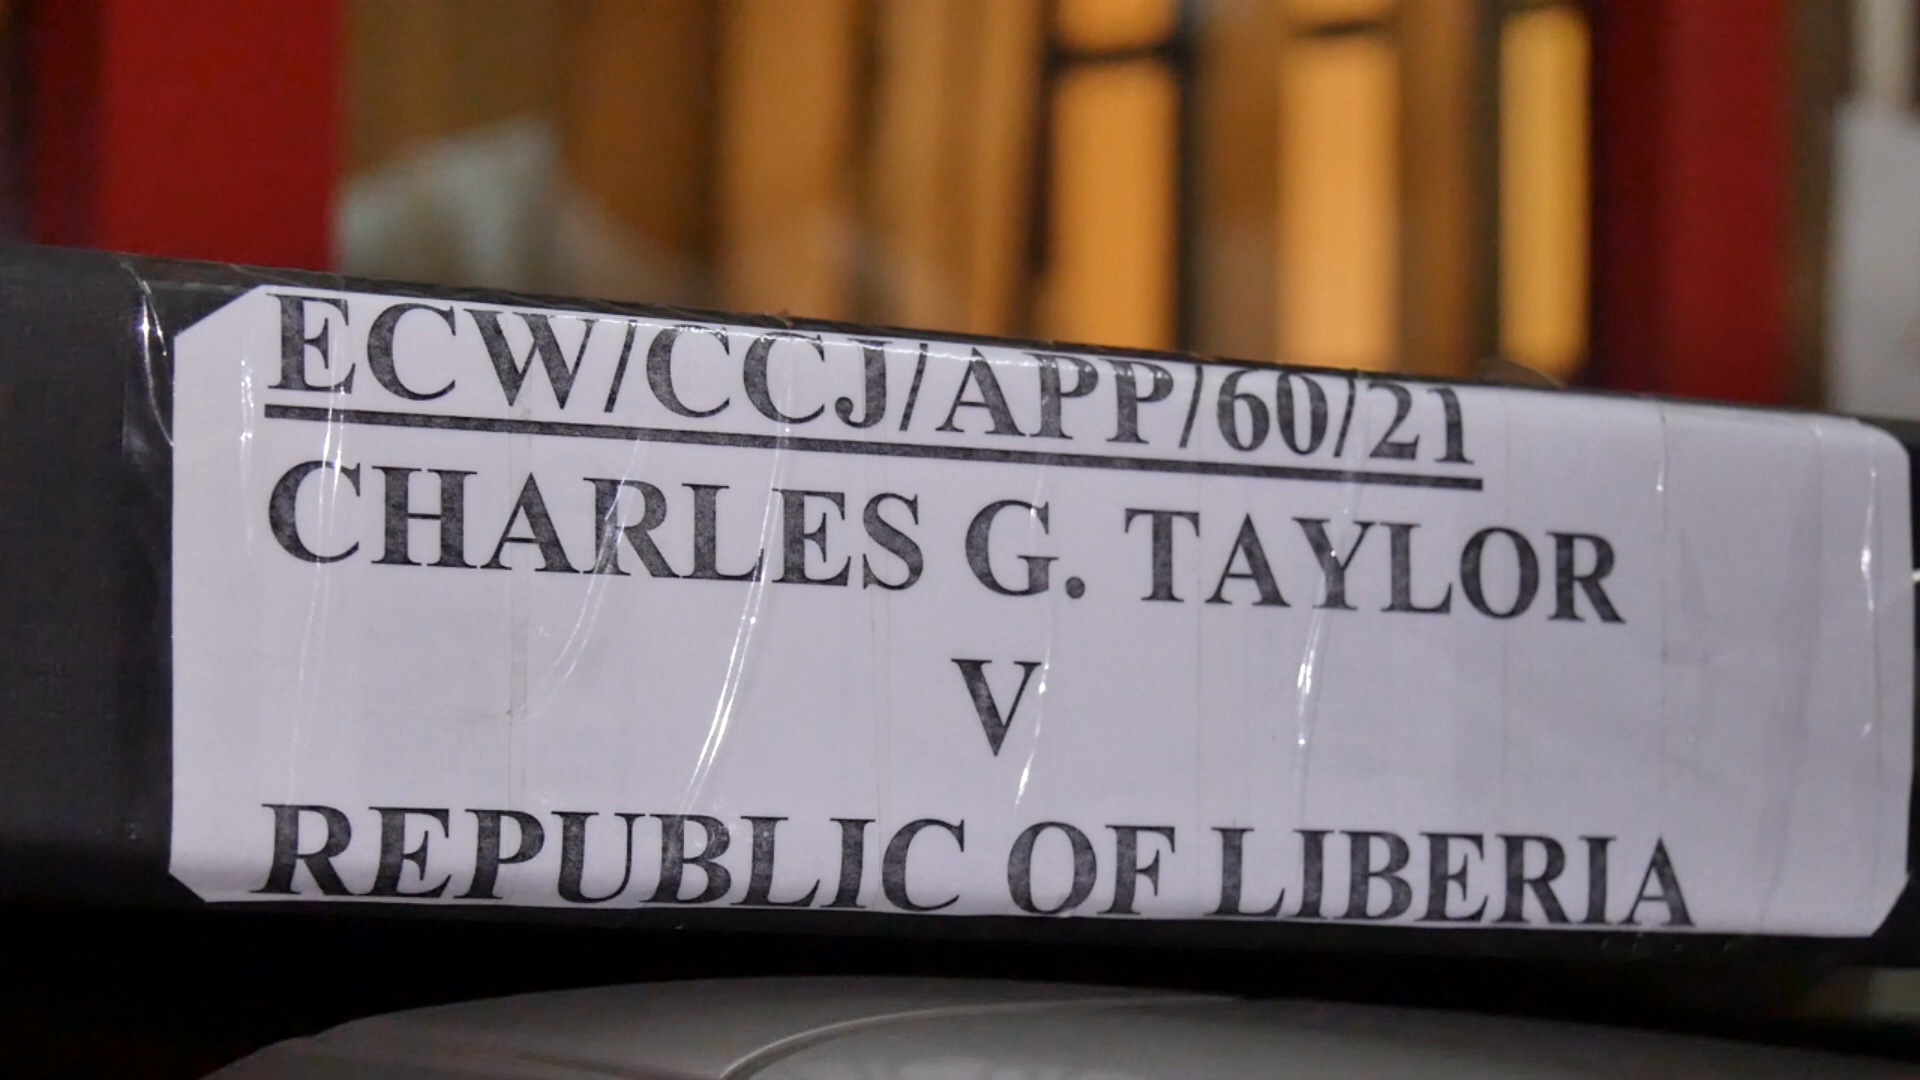 ECW/CCJ/APP/60/21
CHARLES G. TAYLOR
V
REPUBLIC OF LIBERIA